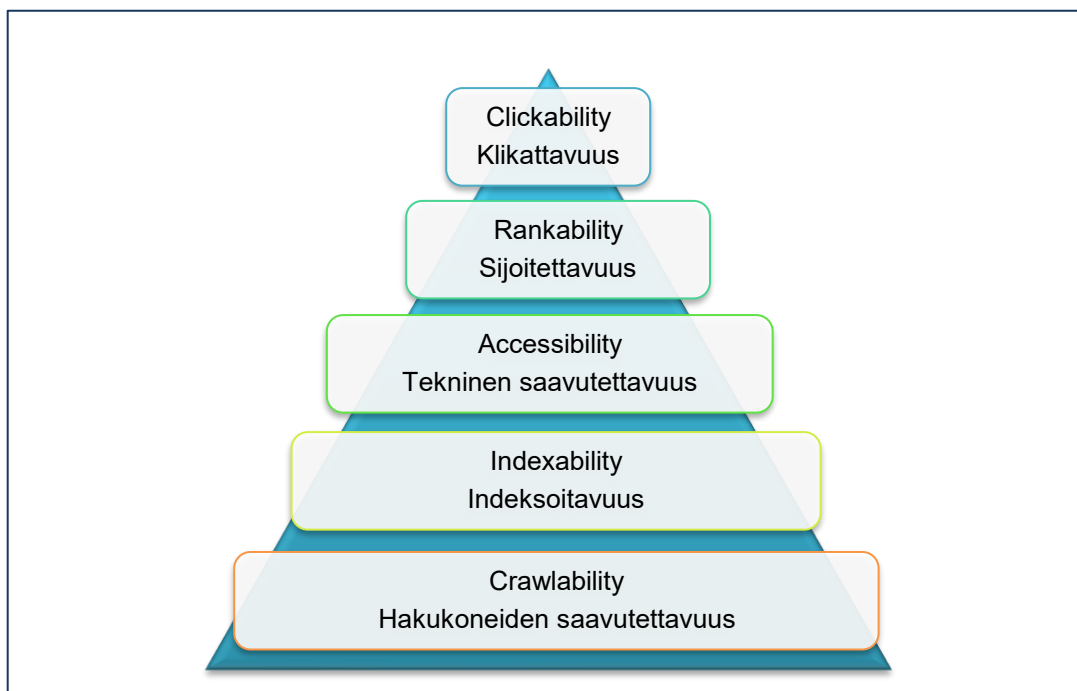 Clickability
Klikattavuus
Rankability
Sijoitettavuus
Accessibility
Tekninen saavutettavuus
Indexability
Indeksoitavuus
Crawlability
Hakukoneiden saavutettavuus